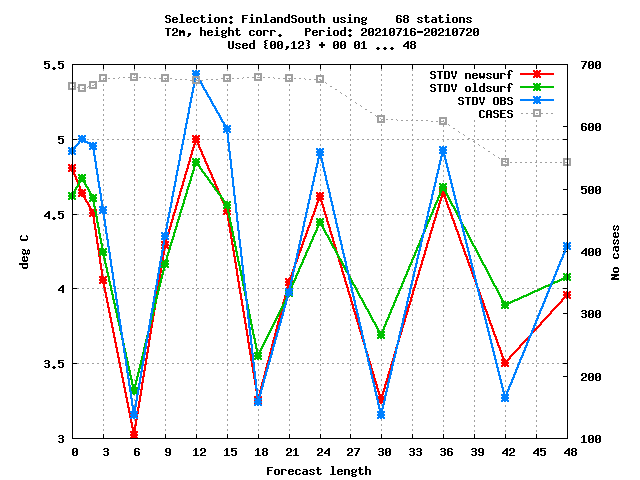 Selection: FinlandSouth using    68 stations
T2m, height corr.   Period: 20210716-20210720
Used {00,12} + 00 01 ... 48
5.5
5
4.5
4
3.5
3
deg C
STDV newsurf
STDV oldsurf
STDV OBS
CASES
700
600
500
400
300
200
100
No cases
0 3 6 9 12 15 18 21 24 27 30 33 36 39 42 45 48
Forecast length